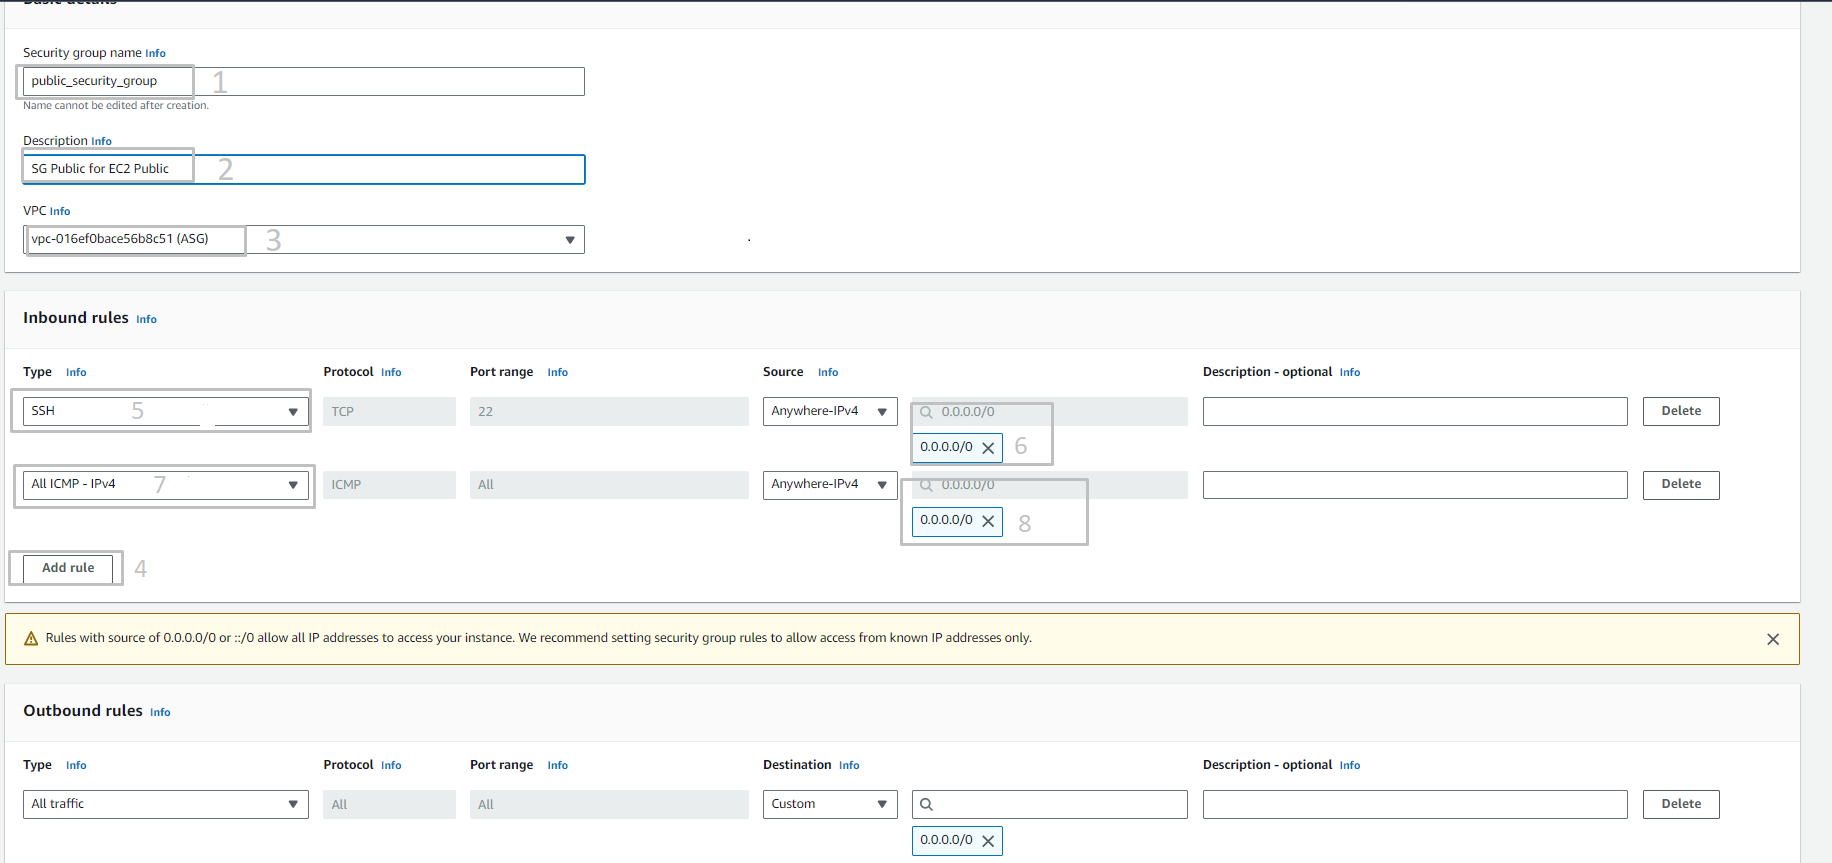 Basic details
Security group name Info
public_security_group 1
Name cannot be edited after creation.
Description Info
SG Public for EC2 Public 2
VPC Info
vpc-016ef0bace56b8c51 (ASG) 3
Inbound rules Info
Type Info Protocol Info Port range Info Source Info Description - optional Info
SSH 5 TCP 22 Anywhere-IPv4 0.0.0.0/0 Delete
0.0.0.0/0 6
All ICMP - IPv4 7 ICMP All Anywhere-IPv4 0.0.0.0/0 Delete
0.0.0.0/0 8
Add rule 4
Rules with source of 0.0.0.0/0 or ::/0 allow all IP addresses to access your instance. We recommend setting security group rules to allow access from known IP addresses only.
Outbound rules Info
Type Info Protocol Info Port range Info Destination Info Description - optional Info
All traffic All All Custom Delete
0.0.0.0/0